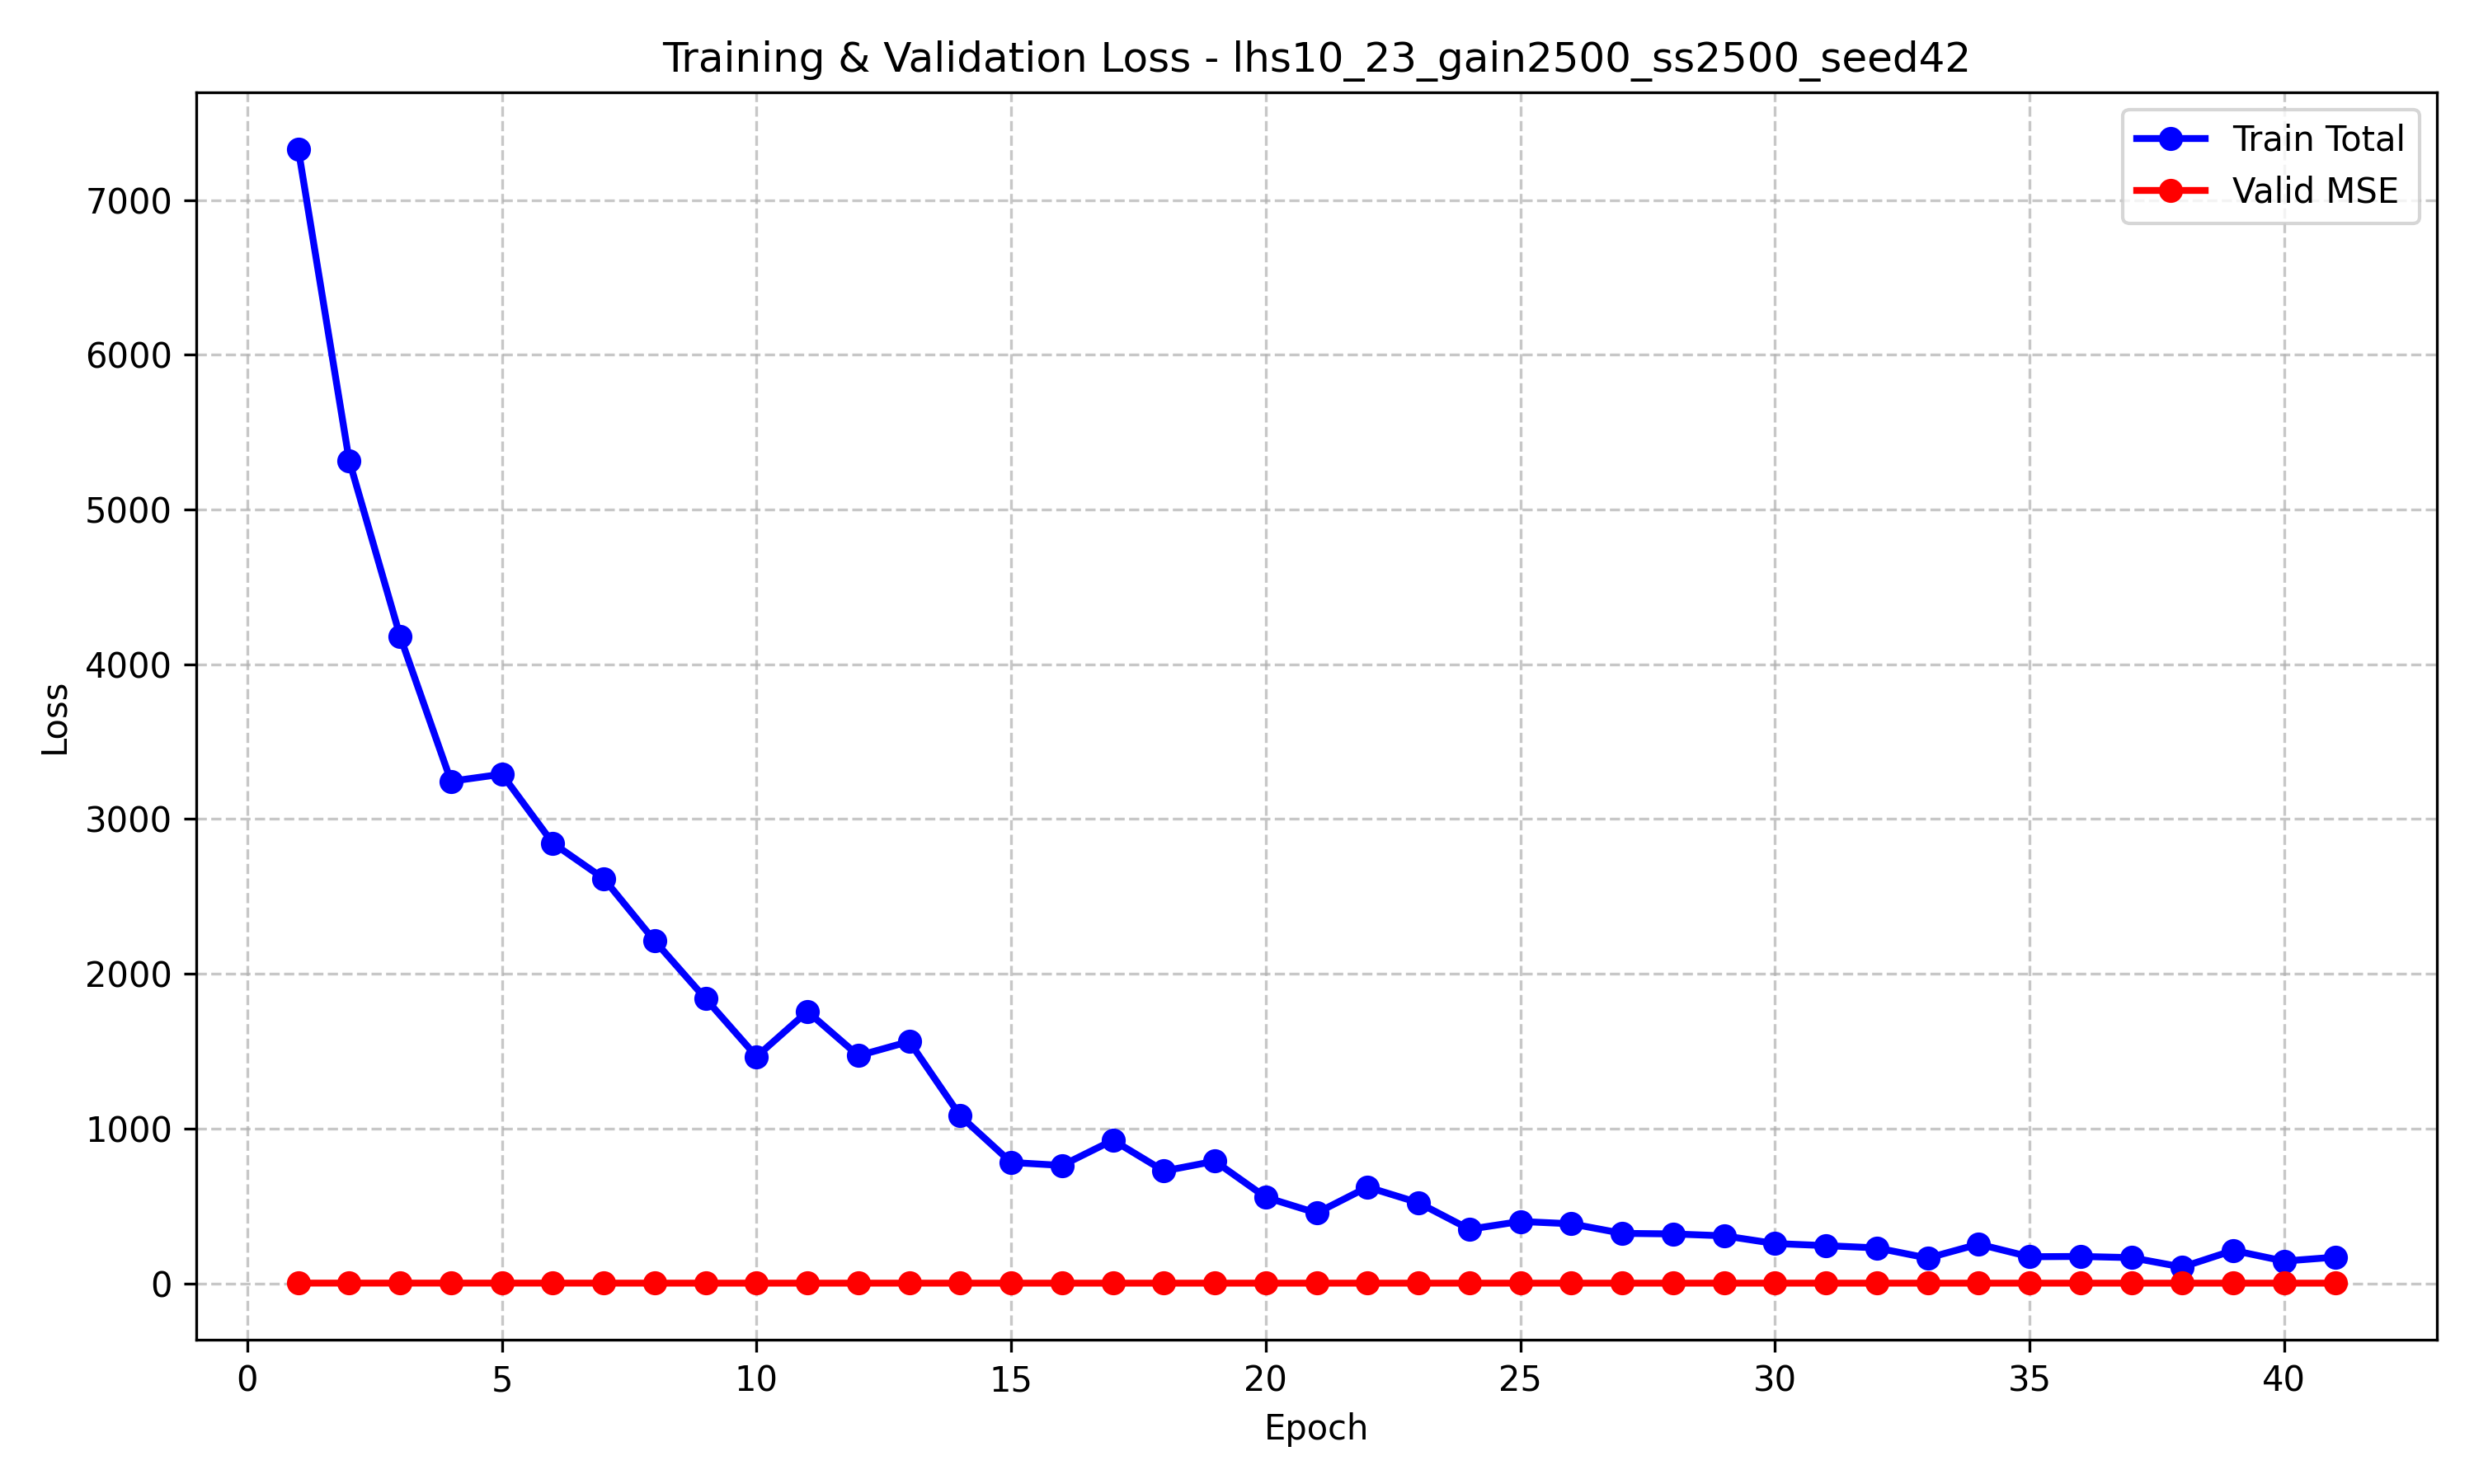 Training & Validation Loss - lhs10_23_gain2500_ss2500_seed42
Train Total
Valid MSE
7000
6000
5000
4000
3000
2000
1000
0
Loss
0 5 10 15 20 25 30 35 40
Epoch